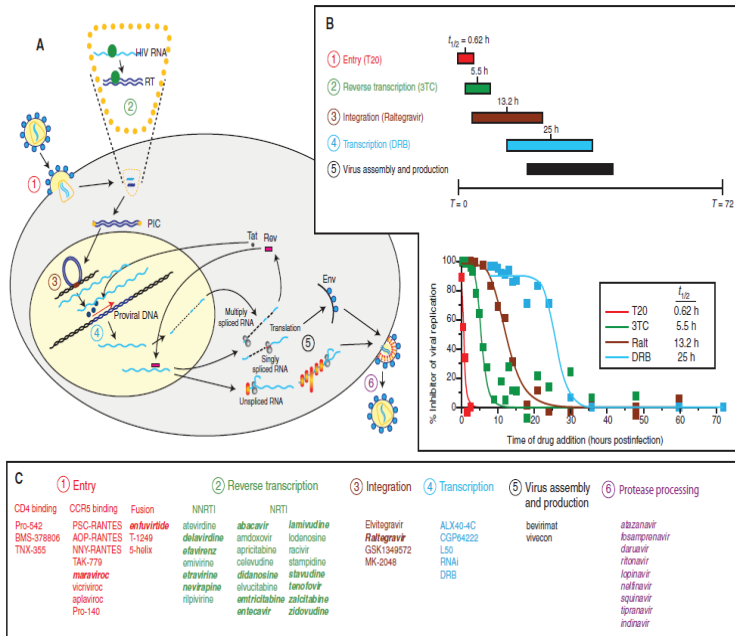 A
HIV RNA
RT
2
1
PIC
3
Tat
Rev
Proviral DNA
4
Multiply
spliced RNA
Translation
Env
5
Singly
spliced RNA
Unspliced RNA
6
B
t1/2 = 0.62 h
1 Entry (T20)
5.5 h
2 Reverse transcription (3TC)
13.2 h
3 Integration (Raltegravir)
25 h
4 Transcription (DRB)
5 Virus assembly and production
T = 0
T = 72
% Inhibitor of viral replication
100
80
60
40
20
0
0 10 20 30 40 50 60 70
Time of drug addition (hours postinfection)
t1/2
T20 0.62 h
3TC 5.5 h
Ralt 13.2 h
DRB 25 h
C
1 Entry
CD4 binding
Pro-542
BMS-378806
TNX-355
CCR5 binding
PSC-RANTES
AOP-RANTES
NNY-RANTES
TAK-779
maraviroc
vicriviroc
aplaviroc
Pro-140
Fusion
enfuvirtide
T-1249
5-helix
2 Reverse transcription
NNRTI
atevirdine
delavirdine
efavirenz
emivirine
etravirine
nevirapine
rilpivirine
NRTI
abacavir
amdoxovir
apricitabine
celevudine
didanosine
elvucitabine
emtricitabine
entecavir
lamivudine
lodenosine
racivir
stampidine
stavudine
tenofovir
zalcitabine
zidovudine
3 Integration
Elvitegravir
Raltegravir
GSK1349572
MK-2048
4 Transcription
ALX40-4C
CGP64222
L50
RNAi
DRB
5 Virus assembly
and production
bevirimat
vivecon
6 Protease processing
atazanavir
fosamprenavir
daruavir
ritonavir
lopinavir
nelfinavir
squinavir
tipranavir
indinavir